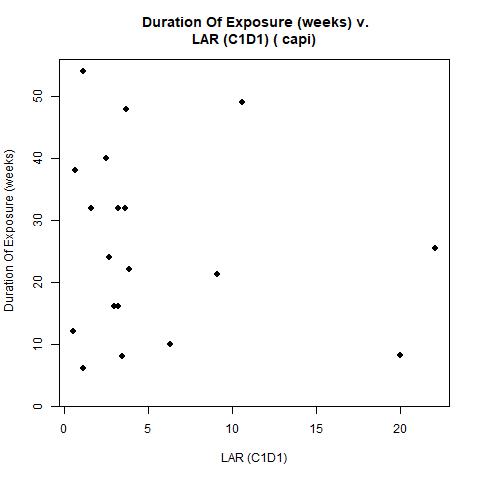 Duration Of Exposure (weeks) v.
LAR (C1D1) ( capi)
Duration Of Exposure (weeks)
50
40
30
20
10
0
0 5 10 15 20
LAR (C1D1)